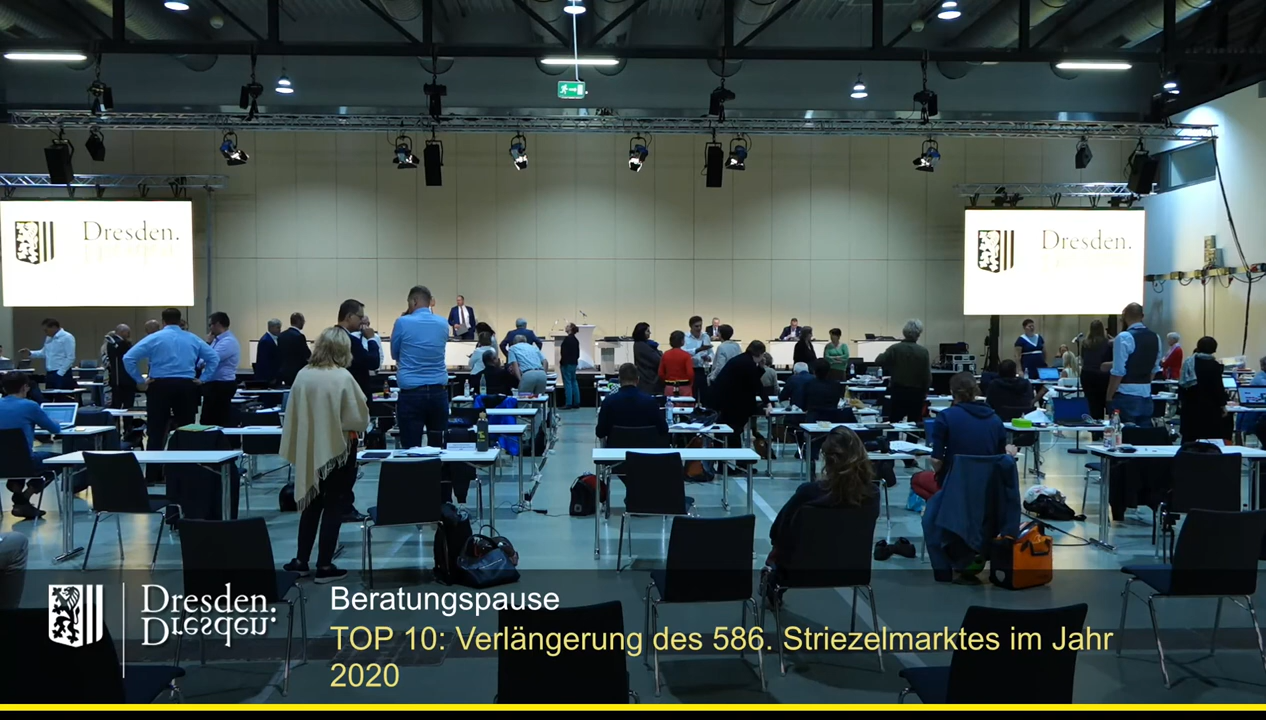 Dresden.
Dresden.
Dresden.
Dresden.
Beratungspause
TOP 10: Verlängerung des 586. Striezelmarktes im Jahr
2020